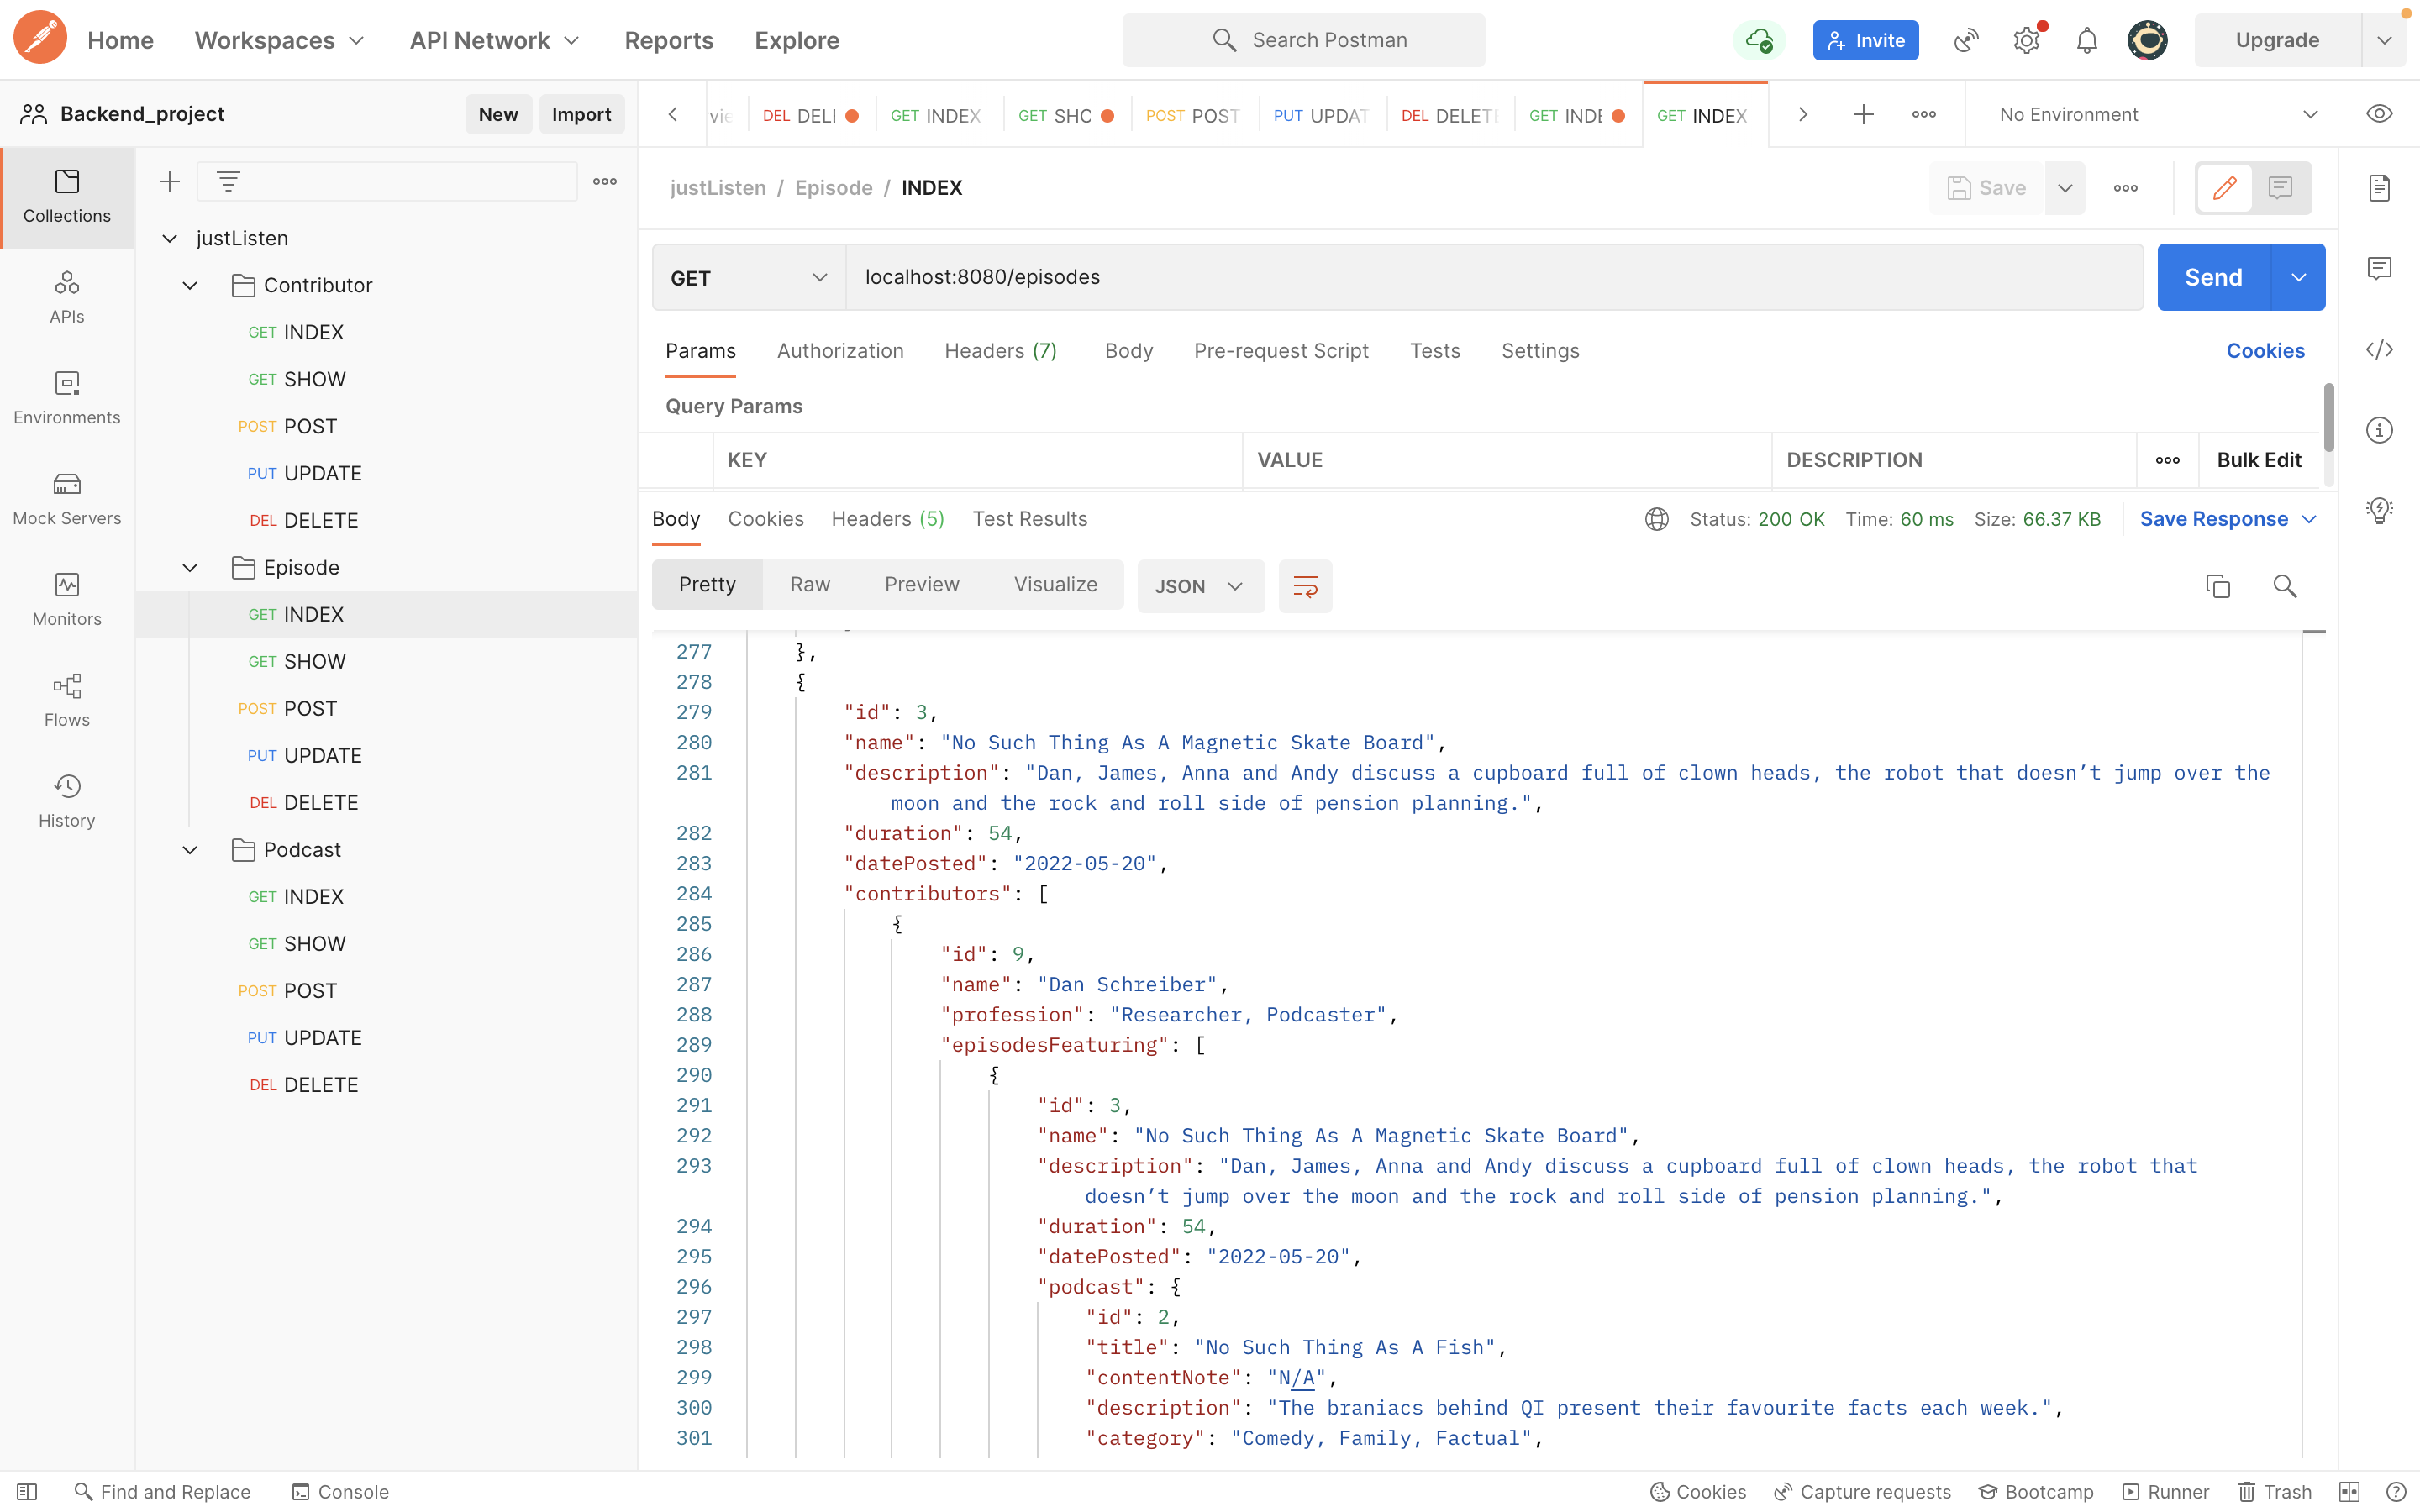 Home
Workspaces
API Network
Reports
Explore
Search Postman
Invite
Upgrade
Backend_project
New
Import
DEL DELI
GET INDEX
GET SHC
POST POST
PUT UPDAT
DEL DELETE
GET INDE
GET INDEX
No Environment
Collections
APIs
Environments
Mock Servers
Monitors
Flows
History
justListen
Contributor
GET INDEX
GET SHOW
POST POST
PUT UPDATE
DEL DELETE
Episode
GET INDEX
GET SHOW
POST POST
PUT UPDATE
DEL DELETE
Podcast
GET INDEX
GET SHOW
POST POST
PUT UPDATE
DEL DELETE
justListen / Episode / INDEX
Save
GET
localhost:8080/episodes
Send
Params
Authorization
Headers (7)
Body
Pre-request Script
Tests
Settings
Cookies
Query Params
KEY
VALUE
DESCRIPTION
Bulk Edit
Body
Cookies
Headers (5)
Test Results
Status: 200 OK
Time: 60 ms
Size: 66.37 KB
Save Response
Pretty
Raw
Preview
Visualize
JSON
277 },
278 {
279 "id": 3,
280 "name": "No Such Thing As A Magnetic Skate Board",
281 "description": "Dan, James, Anna and Andy discuss a cupboard full of clown heads, the robot that doesn’t jump over the
moon and the rock and roll side of pension planning.",
282 "duration": 54,
283 "datePosted": "2022-05-20",
284 "contributors": [
285 {
286 "id": 9,
287 "name": "Dan Schreiber",
288 "profession": "Researcher, Podcaster",
289 "episodesFeaturing": [
290 {
291 "id": 3,
292 "name": "No Such Thing As A Magnetic Skate Board",
293 "description": "Dan, James, Anna and Andy discuss a cupboard full of clown heads, the robot that
doesn’t jump over the moon and the rock and roll side of pension planning.",
294 "duration": 54,
295 "datePosted": "2022-05-20",
296 "podcast": {
297 "id": 2,
298 "title": "No Such Thing As A Fish",
299 "contentNote": "N/A",
300 "description": "The braniacs behind QI present their favourite facts each week.",
301 "category": "Comedy, Family, Factual",
Find and Replace
Console
Cookies
Capture requests
Bootcamp
Runner
Trash